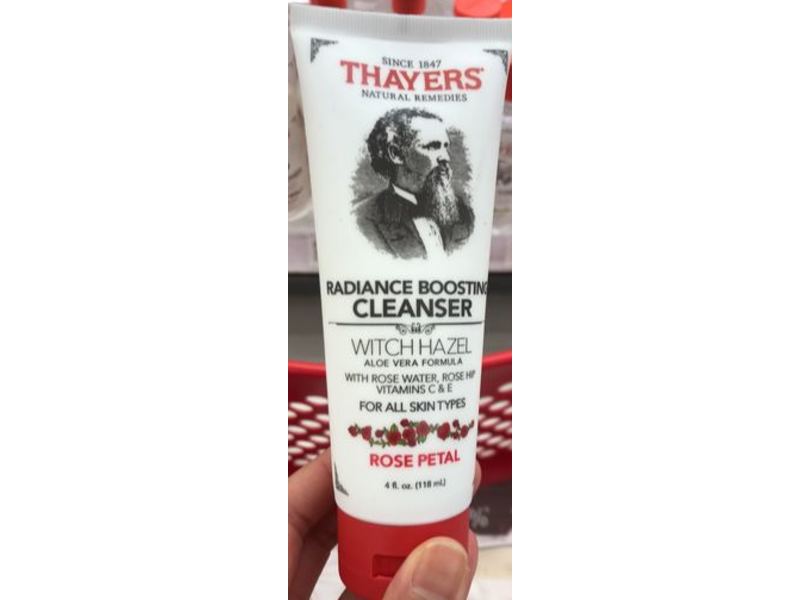 SINCE 1847
THAYERS
NATURAL REMEDIES
RADIANCE BOOSTING
CLEANSER
WITCH HAZEL
ALOE VERA FORMULA
WITH ROSE WATER, ROSE HIP
VITAMINS C & E
FOR ALL SKIN TYPES
ROSE PETAL
4 fl. oz. (118 mL)